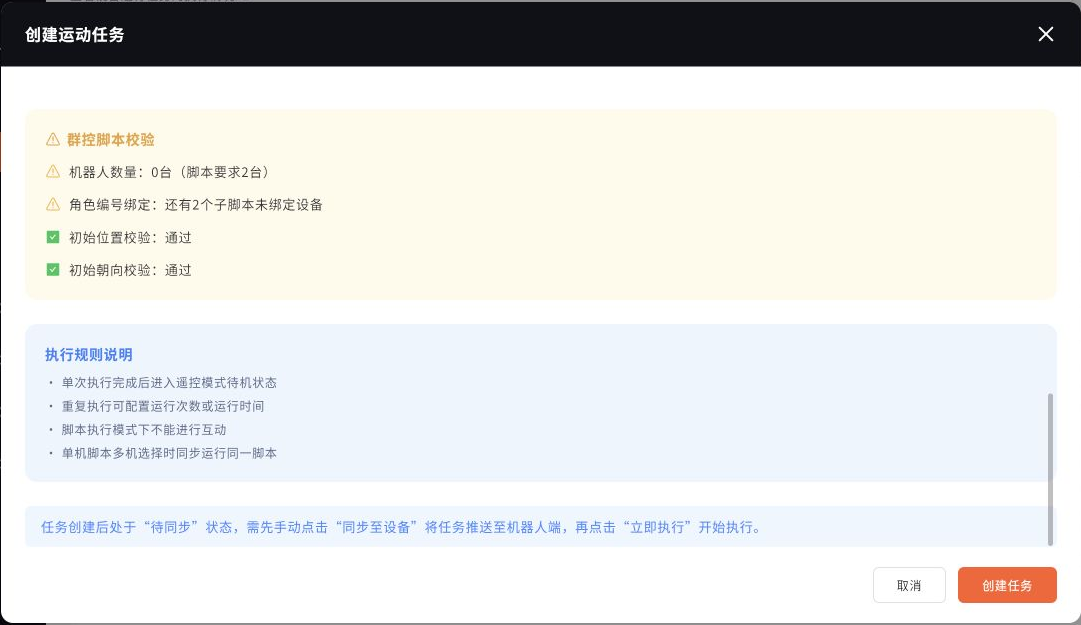 创建运动任务
群控脚本校验
机器人数量：0台（脚本要求2台）
角色编号绑定：还有2个子脚本未绑定设备
初始位置校验：通过
初始朝向校验：通过
执行规则说明
· 单次执行完成后进入遥控模式待机状态
· 重复执行可配置运行次数或运行时间
· 脚本执行模式下不能进行互动
· 单机脚本多机选择时同步运行同一脚本
任务创建后处于“待同步”状态，需先手动点击“同步至设备”将任务推送至机器人端，再点击“立即执行”开始执行。
取消
创建任务